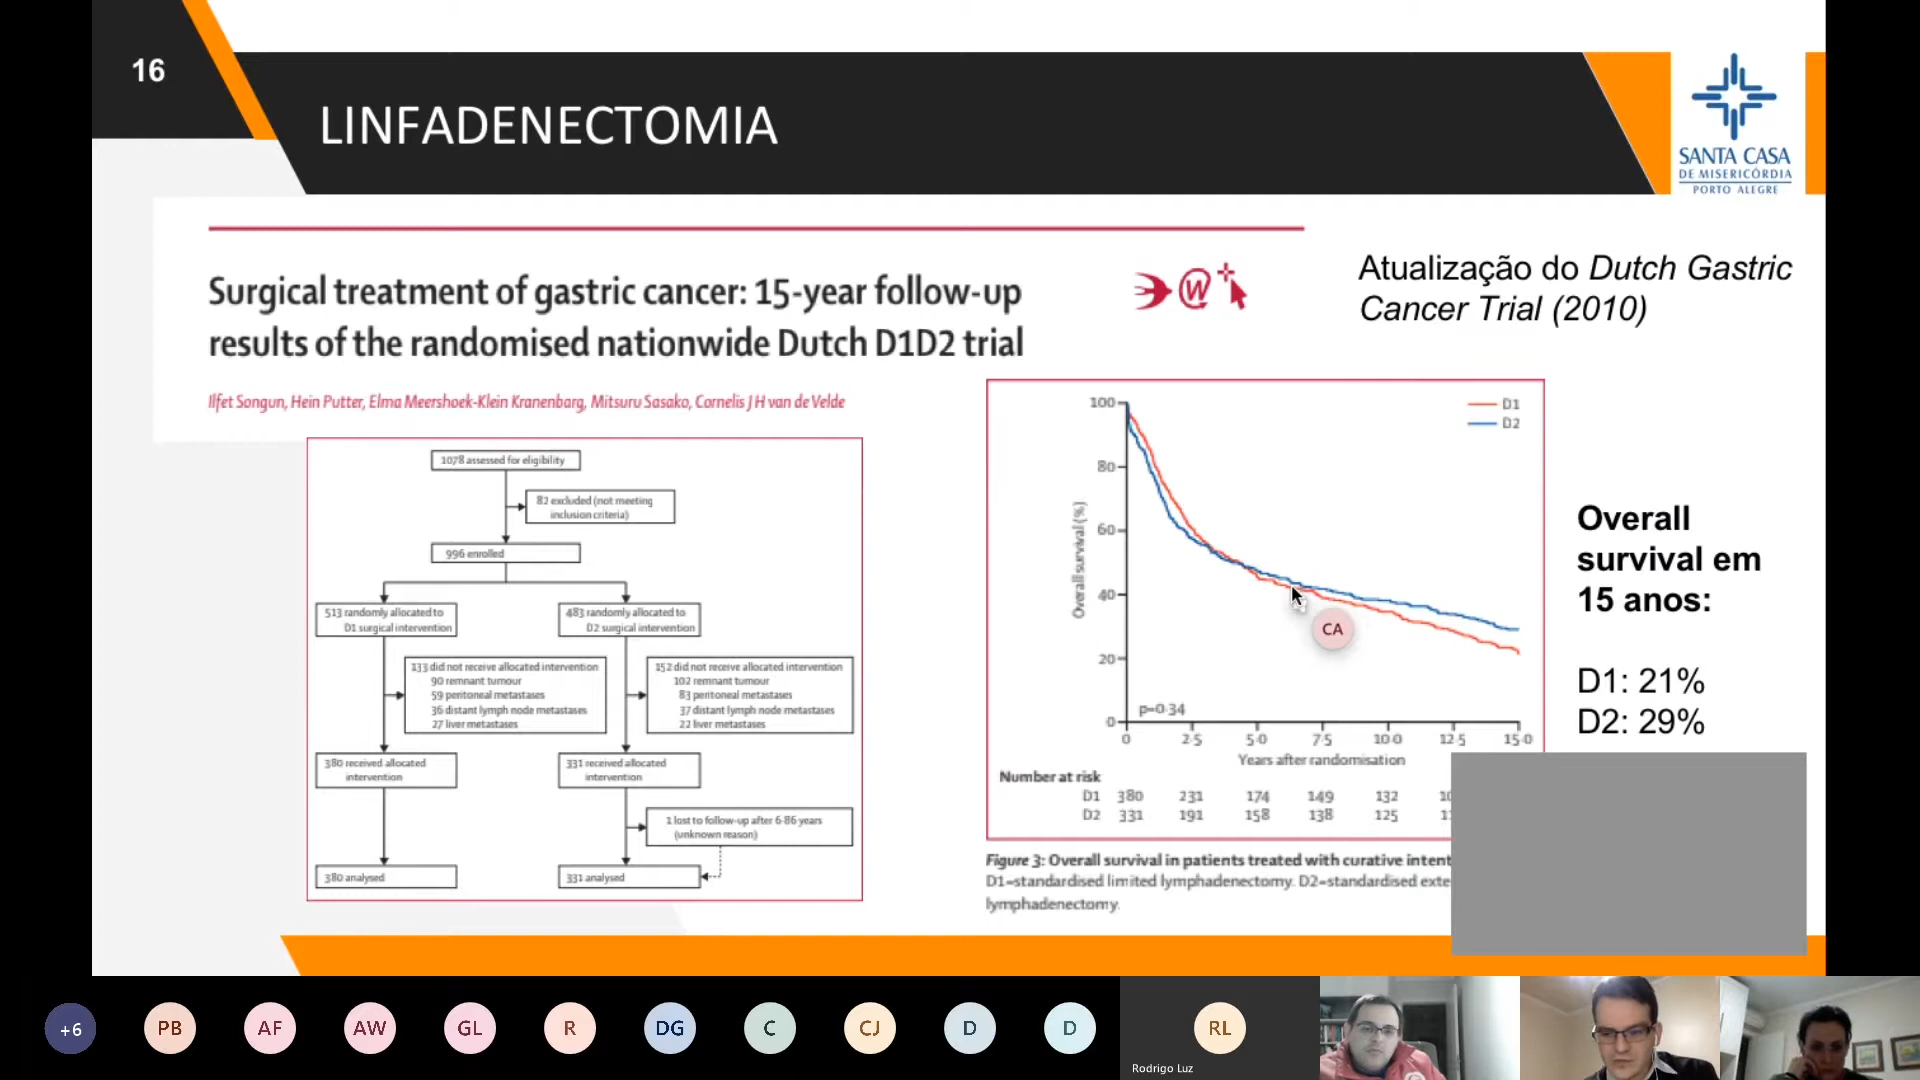 16
LINFADENECTOMIA
SANTA CASA
DE MISERICÓRDIA
PORTO ALEGRE
Surgical treatment of gastric cancer: 15-year follow-up
results of the randomised nationwide Dutch D1D2 trial
Ilfet Songun, Hein Putter, Elma Meershoek-Klein Kranenbarg, Mitsuru Sasako, Cornelis J H van de Velde
W
Atualização do Dutch Gastric
Cancer Trial (2010)
1078 assessed for eligibility
82 excluded (not meeting
inclusion criteria)
996 enrolled
513 randomly allocated to
D1 surgical intervention
483 randomly allocated to
D2 surgical intervention
133 did not receive allocated intervention
90 remnant tumour
59 peritoneal metastases
36 distant lymph node metastases
27 liver metastases
152 did not receive allocated intervention
102 remnant tumour
83 peritoneal metastases
37 distant lymph node metastases
22 liver metastases
380 received allocated
intervention
331 received allocated
intervention
1 lost to follow-up after 6·86 years
(unknown reason)
380 analysed
331 analysed
D1
D2
100
80
60
40
20
0
Overall survival (%)
CA
p=0·34
0 2·5 5·0 7·5 10·0 12·5 15·0
Years after randomisation
Number at risk
D1 380 231 174 149 132
D2 331 191 158 138 125
Figure 3: Overall survival in patients treated with curative intent
D1=standardised limited lymphadenectomy. D2=standardised exte
lymphadenectomy.
Overall
survival em
15 anos:
D1: 21%
D2: 29%
+6 PB AF AW GL R DG C CJ D D RL
Rodrigo Luz